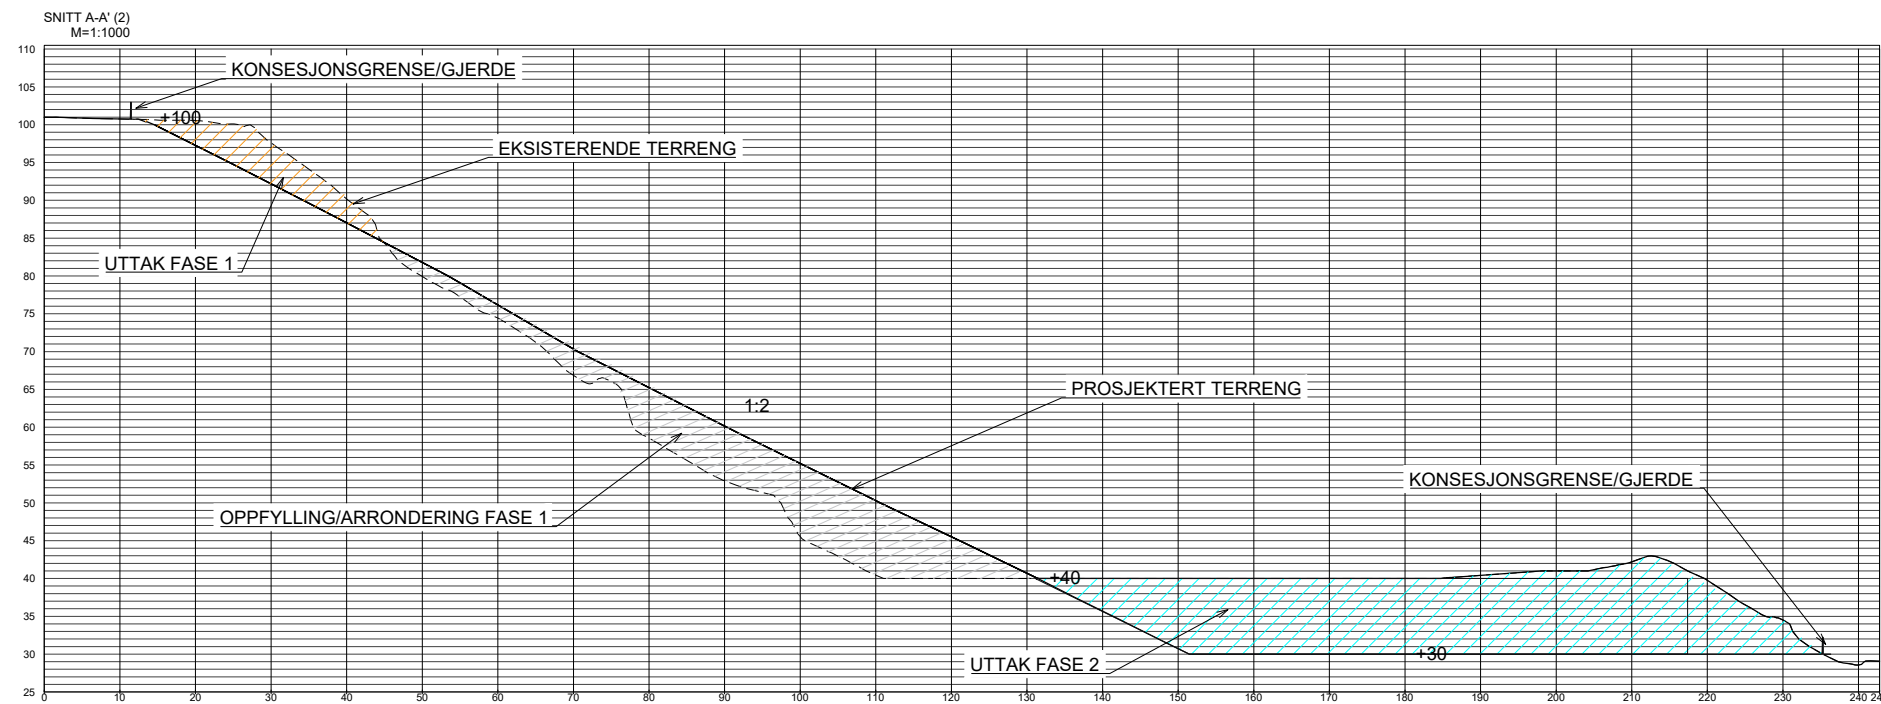 SNITT A-A' (2)
M=1:1000
110
105
100
95
90
85
80
75
70
65
60
55
50
45
40
35
30
25
KONSESJONSGRENSE/GJERDE
+100
EKSISTERENDE TERRENG
UTTAK FASE 1
PROSJEKTERT TERRENG
1:2
KONSESJONSGRENSE/GJERDE
OPPFYLLING/ARRONDERING FASE 1
+40
+30
UTTAK FASE 2
0 10 20 30 40 50 60 70 80 90 100 110 120 130 140 150 160 170 180 190 200 210 220 230 240 24